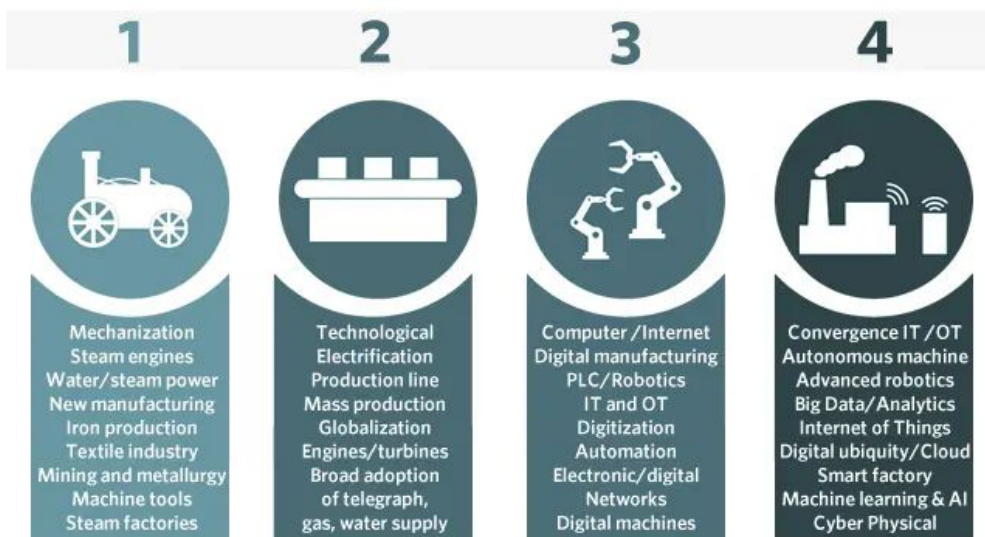 1
2
3
4
Mechanization
Steam engines
Water/steam power
New manufacturing
Iron production
Textile industry
Mining and metallurgy
Machine tools
Steam factories
Technological
Electrification
Production line
Mass production
Globalization
Engines/turbines
Broad adoption
of telegraph,
gas, water supply
Computer /Internet
Digital manufacturing
PLC/Robotics
IT and OT
Digitization
Automation
Electronic/digital
Networks
Digital machines
Convergence IT /OT
Autonomous machine
Advanced robotics
Big Data/Analytics
Internet of Things
Digital ubiquity/Cloud
Smart factory
Machine learning & AI
Cyber Physical